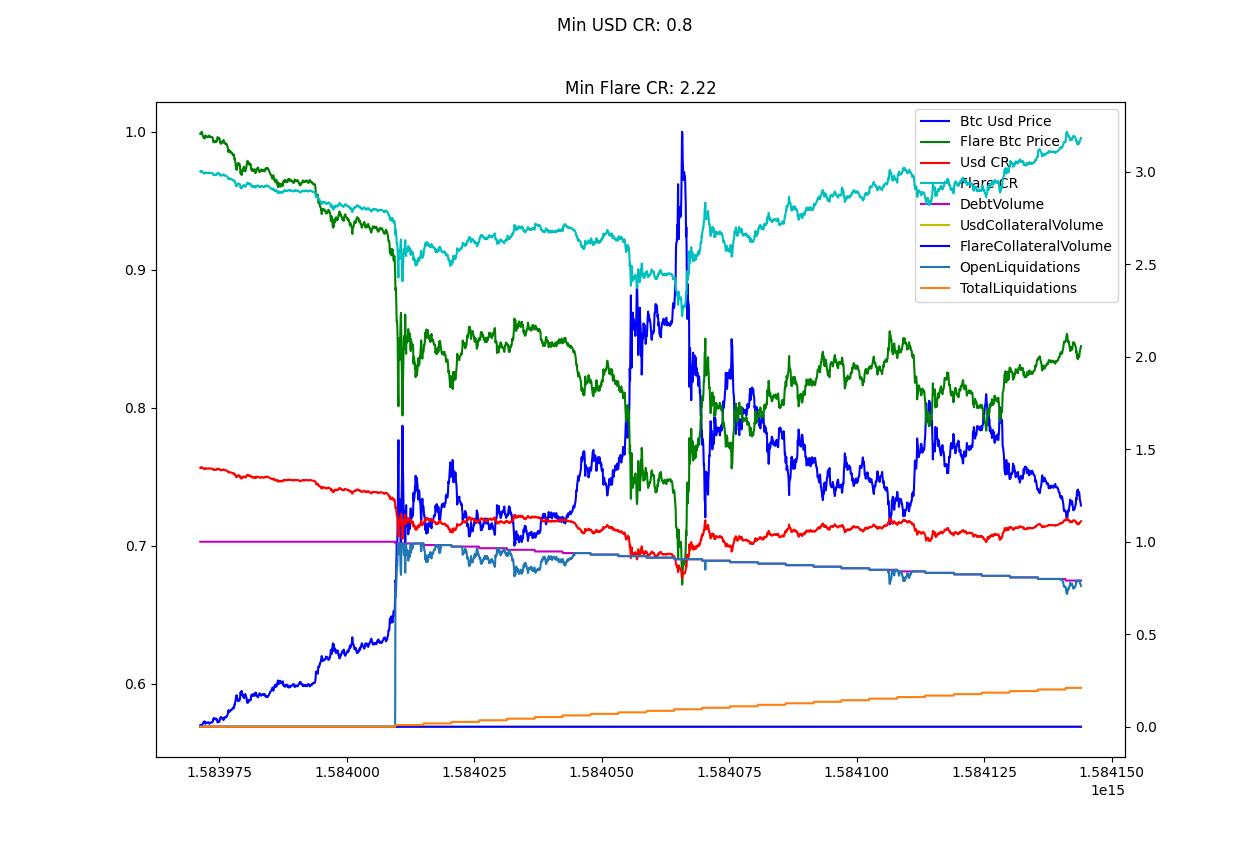 Min USD CR: 0.8
Min Flare CR: 2.22
1.0
0.9
0.8
0.7
0.6
3.0
2.5
2.0
1.5
1.0
0.5
0.0
Btc Usd Price
Flare Btc Price
Usd CR
Flare CR
DebtVolume
UsdCollateralVolume
FlareCollateralVolume
OpenLiquidations
TotalLiquidations
1.583975 1.584000 1.584025 1.584050 1.584075 1.584100 1.584125 1.584150
1e15